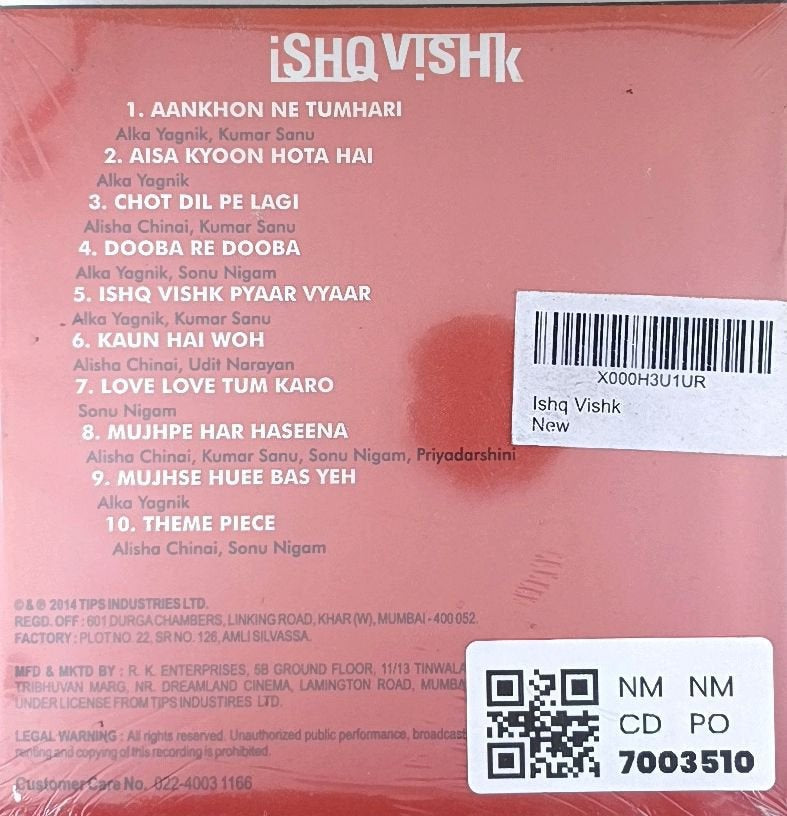 iSHQ ViSHk
1. AANKHON NE TUMHARI
Alka Yagnik, Kumar Sanu
2. AISA KYOON HOTA HAI
Alka Yagnik
3. CHOT DIL PE LAGI
Alisha Chinai, Kumar Sanu
4. DOOBA RE DOOBA
Alka Yagnik, Sonu Nigam
5. ISHQ VISHK PYAAR VYAAR
Alka Yagnik, Kumar Sanu
6. KAUN HAI WOH
Alisha Chinai, Udit Narayan
7. LOVE LOVE TUM KARO
Sonu Nigam
8. MUJHPE HAR HASEENA
Alisha Chinai, Kumar Sanu, Sonu Nigam, Priyadarshini
9. MUJHSE HUEE BAS YEH
Alka Yagnik
10. THEME PIECE
Alisha Chinai, Sonu Nigam
X000H3U1UR
Ishq Vishk
New
© & ℗ 2014 TIPS INDUSTRIES LTD.
REGD. OFF : 601 DURGA CHAMBERS, LINKING ROAD, KHAR (W), MUMBAI - 400 052.
FACTORY : PLOT NO. 22, SR NO. 126, AMLI SILVASSA.
MFD & MKTD BY : R. K. ENTERPRISES, 5B GROUND FLOOR, 11/13 TINWALA
TRIBHUVAN MARG, NR. DREAMLAND CINEMA, LAMINGTON ROAD, MUMBA
UNDER LICENSE FROM TIPS INDUSTIRES LTD.
LEGAL WARNING : All rights reserved. Unauthorized public performance, broadcast
renting and copying of this recording is prohibited.
Customer Care No. 022-4003 1166
NM NM
CD PO
7003510